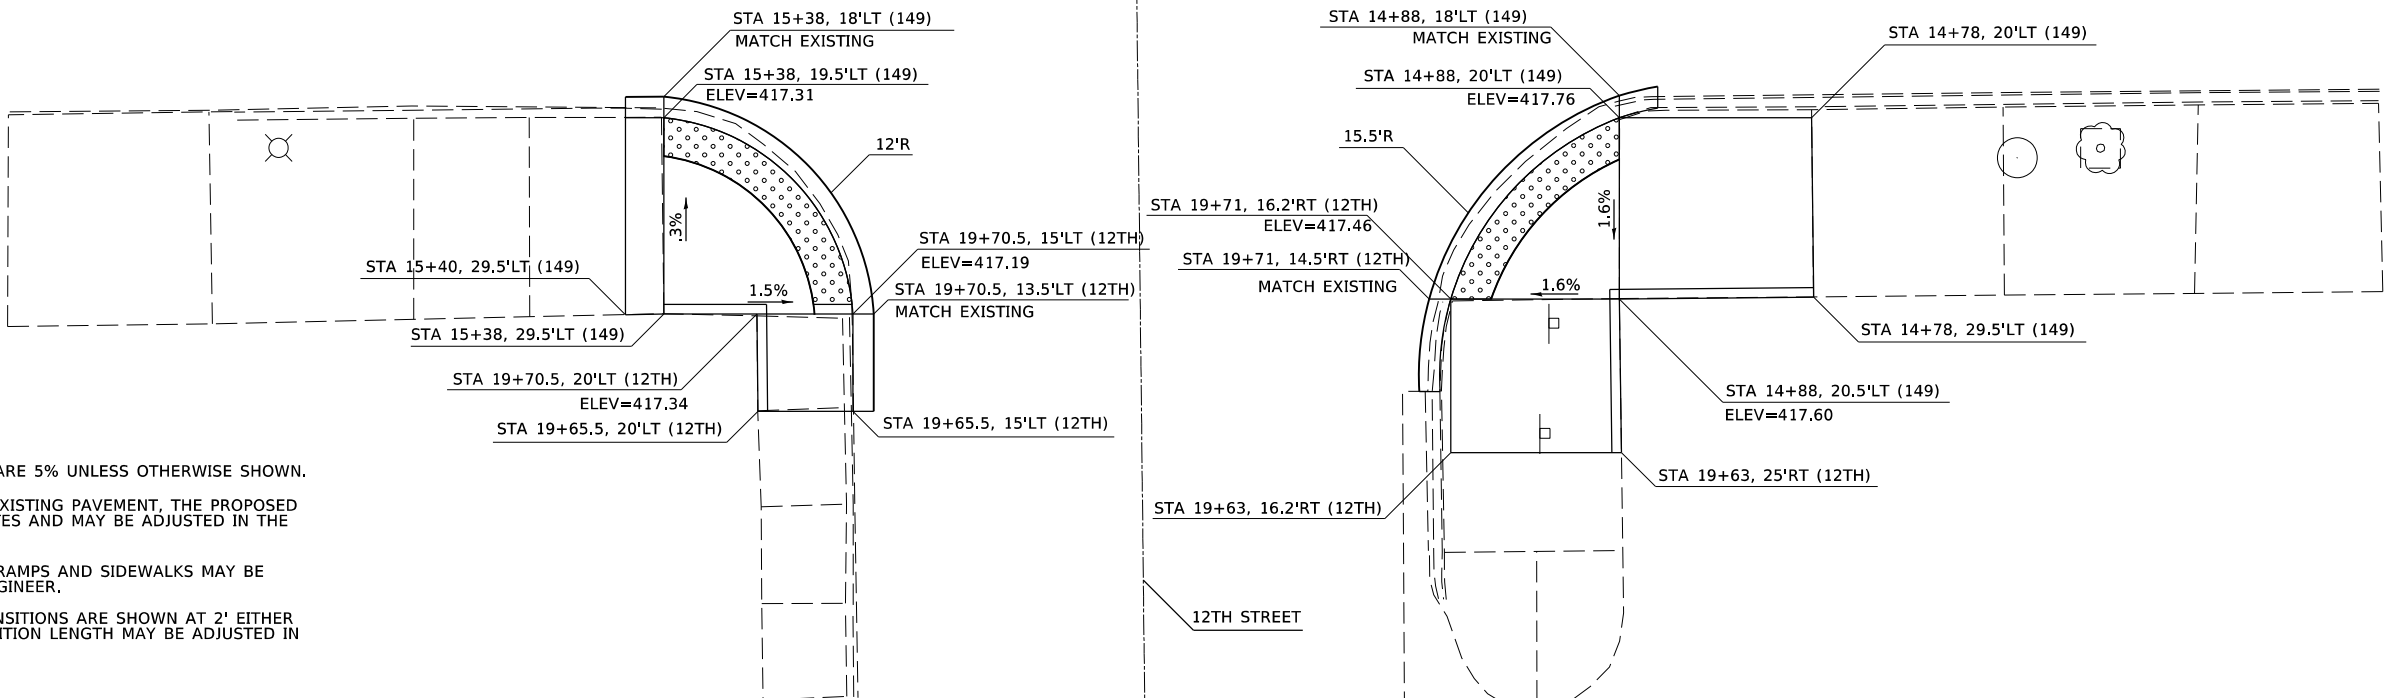 STA 15+38, 18'LT (149)
MATCH EXISTING
STA 15+38, 19.5'LT (149)
ELEV=417.31
12'R
.3%
STA 15+40, 29.5'LT (149)
1.5%
STA 19+70.5, 15'LT (12TH)
ELEV=417.19
STA 19+70.5, 13.5'LT (12TH)
MATCH EXISTING
STA 15+38, 29.5'LT (149)
STA 19+70.5, 20'LT (12TH)
ELEV=417.34
STA 19+65.5, 20'LT (12TH)
STA 19+65.5, 15'LT (12TH)
STA 14+88, 18'LT (149)
MATCH EXISTING
STA 14+88, 20'LT (149)
ELEV=417.76
STA 14+78, 20'LT (149)
15.5'R
STA 19+71, 16.2'RT (12TH)
ELEV=417.46
1.6%
STA 19+71, 14.5'RT (12TH)
MATCH EXISTING
1.6%
STA 14+78, 29.5'LT (149)
STA 14+88, 20.5'LT (149)
ELEV=417.60
STA 19+63, 25'RT (12TH)
STA 19+63, 16.2'RT (12TH)
12TH STREET
ARE 5% UNLESS OTHERWISE SHOWN.
XISTING PAVEMENT, THE PROPOSED
ES AND MAY BE ADJUSTED IN THE
RAMPS AND SIDEWALKS MAY BE
GINEER.
NSITIONS ARE SHOWN AT 2' EITHER
ITION LENGTH MAY BE ADJUSTED IN